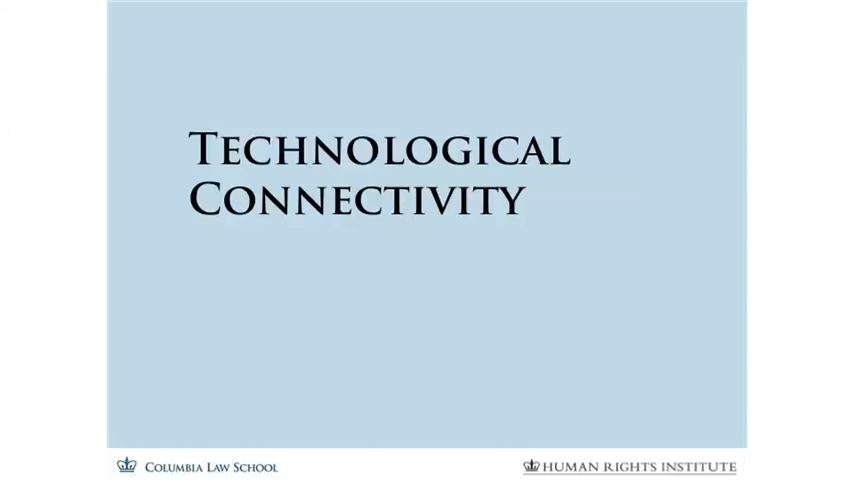 TECHNOLOGICAL
CONNECTIVITY
COLUMBIA LAW SCHOOL
HUMAN RIGHTS INSTITUTE